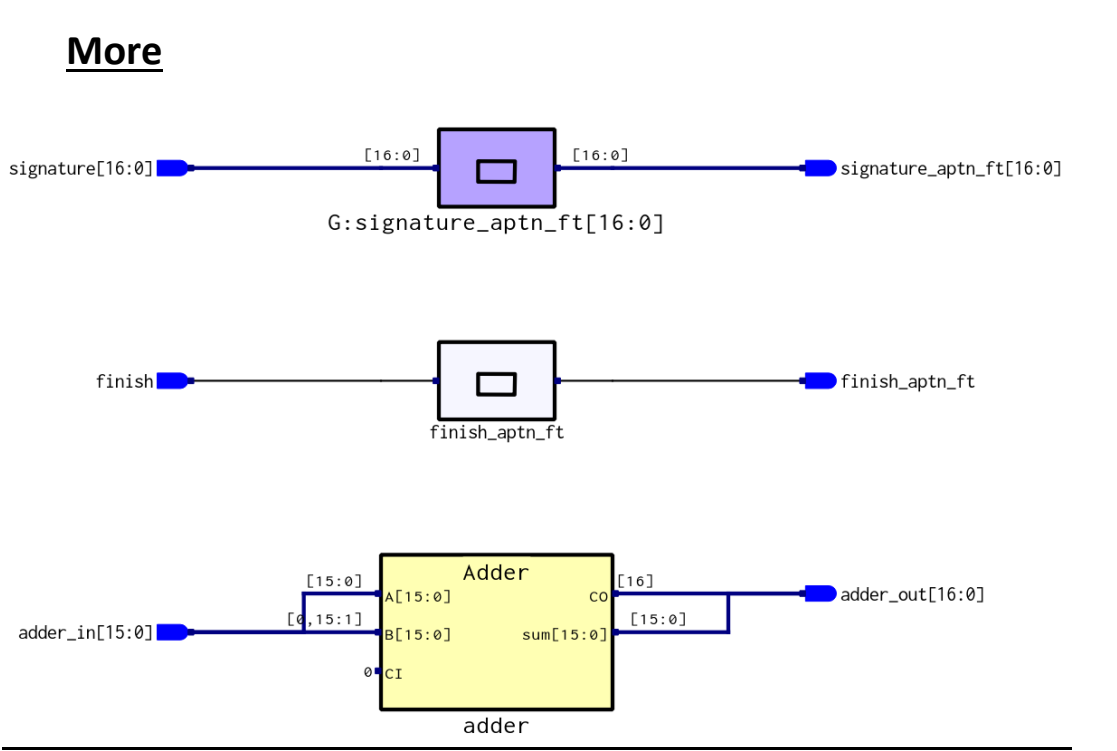 More
[16:0] [16:0]
signature[16:0] signature_aptn_ft[16:0]
G:signature_aptn_ft[16:0]
finish finish_aptn_ft
finish_aptn_ft
Adder
[15:0] [16]
A[15:0] CO adder_out[16:0]
[0,15:1] [15:0]
adder_in[15:0] B[15:0] sum[15:0]
0 CI
adder